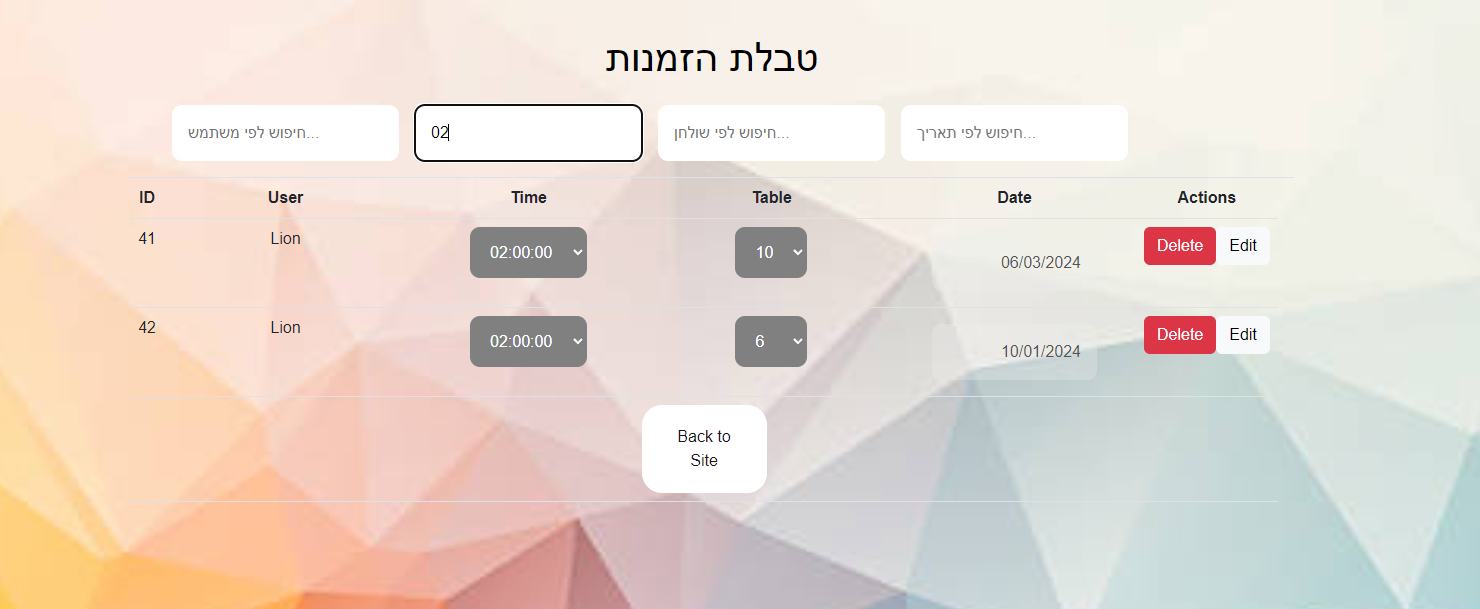 טבלת הזמנות
חיפוש לפי משתמש...
02
חיפוש לפי שולחן...
חיפוש לפי תאריך...
ID User Time Table Date Actions
41 Lion 02:00:00 10 06/03/2024 Delete Edit
42 Lion 02:00:00 6 10/01/2024 Delete Edit
Back to
Site